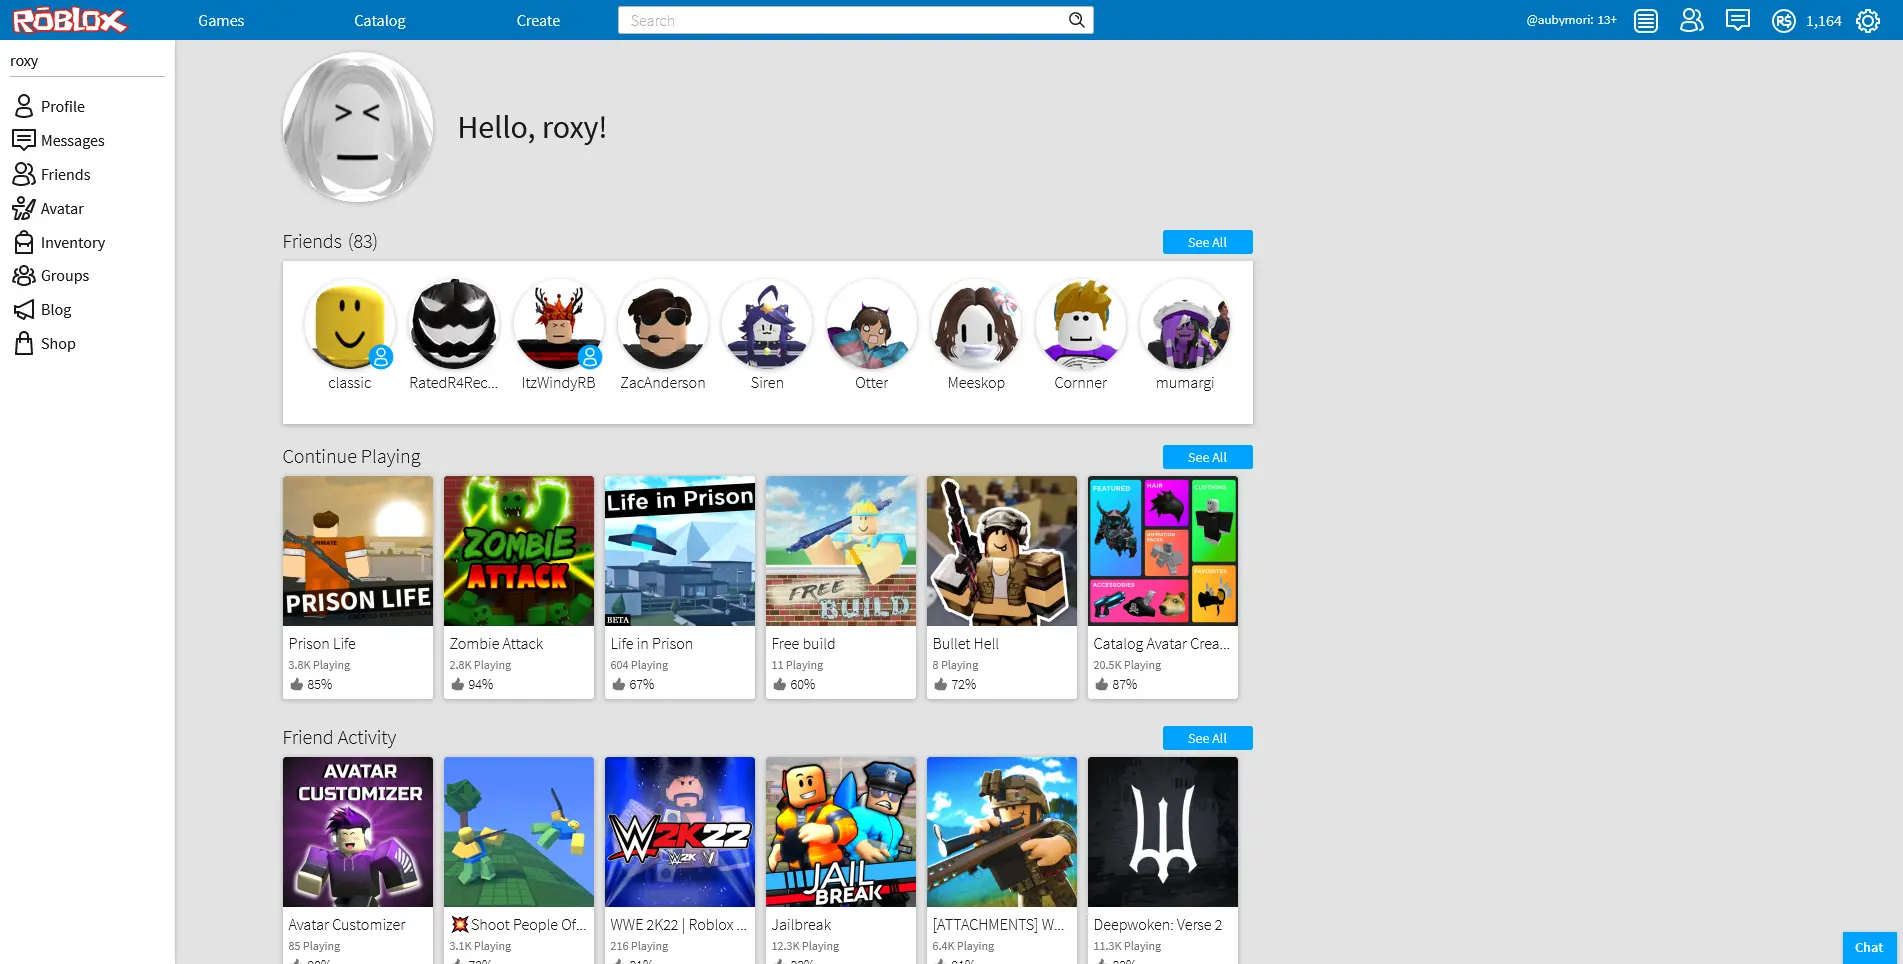 ROBLOX
Games
Catalog
Create
Search
@aubymori: 13+
R$
1,164
roxy
Profile
Messages
Friends
Avatar
Inventory
Groups
Blog
Shop
Hello, roxy!
Friends (83)
See All
classic
RatedR4Rec...
ItzWindyRB
ZacAnderson
Siren
Otter
Meeskop
Cornner
mumargi
Continue Playing
See All
INMATE
PRISON LIFE
ZOMBIE
ATTACK
Life in Prison
BETA
FREE
BUILD
FEATURED
HAIR
CLOTHING
ANIMATION
PACKS
ACCESSORIES
FAVORITES
Prison Life
3.8K Playing
85%
Zombie Attack
2.8K Playing
94%
Life in Prison
604 Playing
67%
Free build
11 Playing
60%
Bullet Hell
8 Playing
72%
Catalog Avatar Crea...
20.5K Playing
87%
Friend Activity
See All
AVATAR
CUSTOMIZER
W2K22
W2K
JAIL
BREAK
Avatar Customizer
85 Playing
💥Shoot People Of...
3.1K Playing
WWE 2K22 | Roblox ...
216 Playing
Jailbreak
12.3K Playing
[ATTACHMENTS] W...
6.4K Playing
Deepwoken: Verse 2
11.3K Playing
Chat